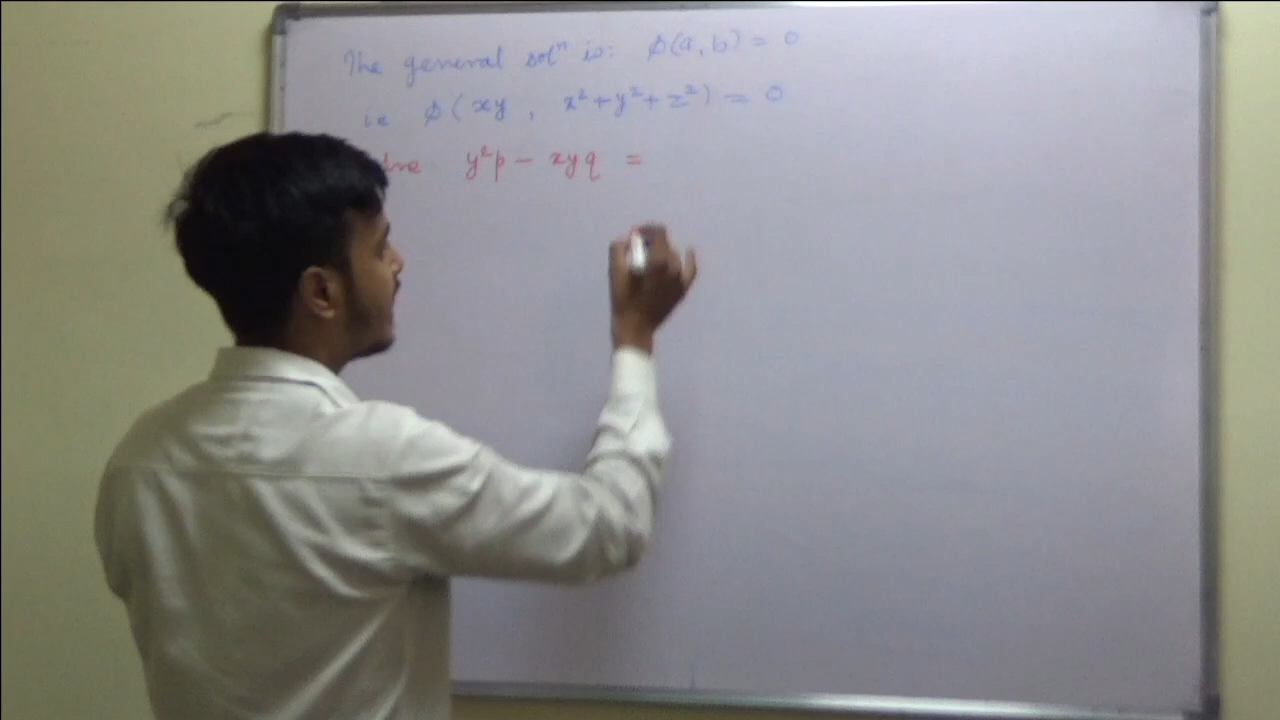 The general solⁿ is: φ(a, b) = 0
ie φ( xy , x²+y²+z²) = 0
y²p − xyq =